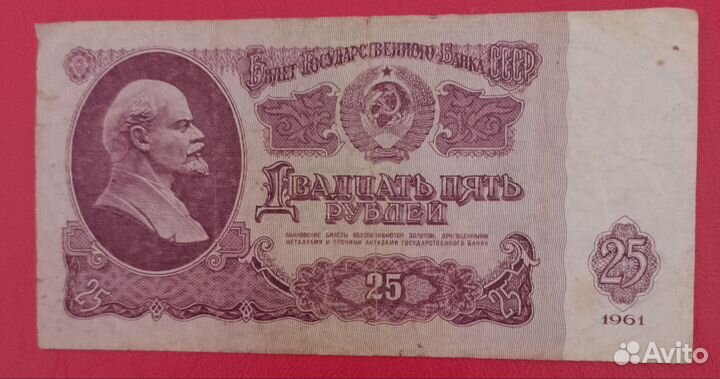 Билет Государственного Банка СССР
Двадцать пять
рублей
БАНКОВСКИЕ БИЛЕТЫ ОБЕСПЕЧИВАЮТСЯ ЗОЛОТОМ, ДРАГОЦЕННЫМИ
МЕТАЛЛАМИ И ПРОЧИМИ АКТИВАМИ ГОСУДАРСТВЕННОГО БАНКА
25
25
25
25
1961
Avito